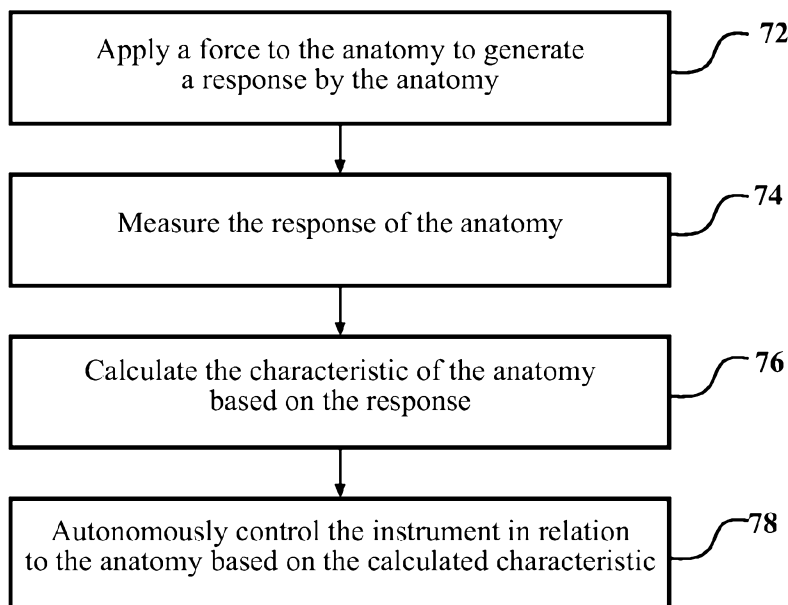 Apply a force to the anatomy to generate
a response by the anatomy
72
Measure the response of the anatomy
74
Calculate the characteristic of the anatomy
based on the response
76
Autonomously control the instrument in relation
to the anatomy based on the calculated characteristic
78